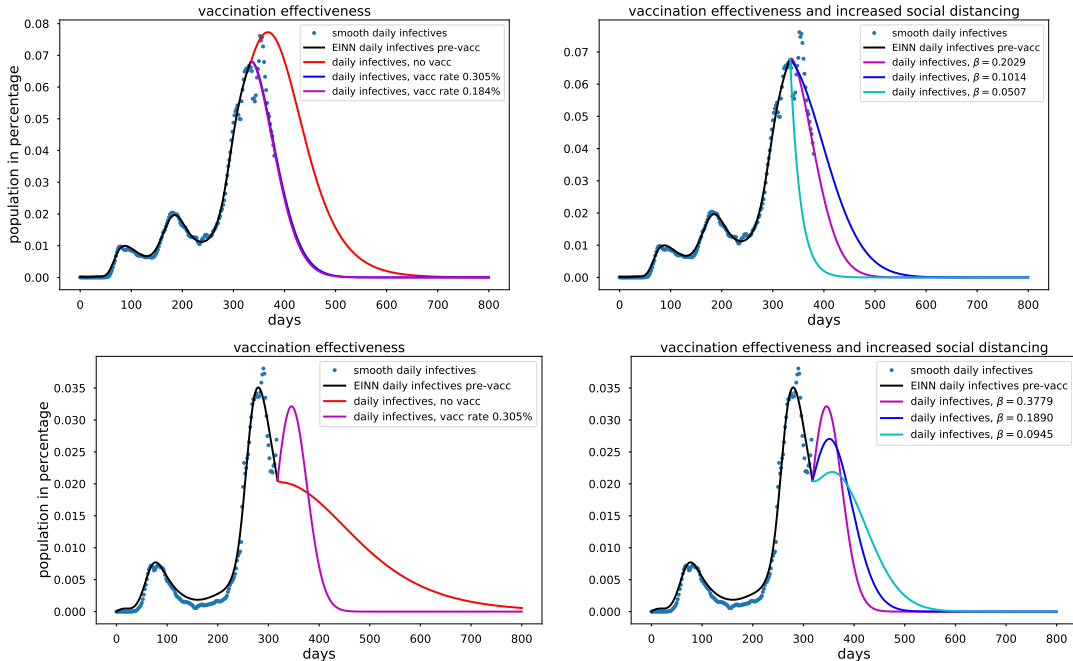 vaccination effectiveness
smooth daily infectives
EINN daily infectives pre-vacc
daily infectives, no vacc
daily infectives, vacc rate 0.305%
daily infectives, vacc rate 0.184%
population in percentage
0.08
0.07
0.06
0.05
0.04
0.03
0.02
0.01
0.00
0 100 200 300 400 500 600 700 800
days
vaccination effectiveness and increased social distancing
smooth daily infectives
EINN daily infectives pre-vacc
daily infectives, β = 0.2029
daily infectives, β = 0.1014
daily infectives, β = 0.0507
0.07
0.06
0.05
0.04
0.03
0.02
0.01
0.00
0 100 200 300 400 500 600 700 800
days
vaccination effectiveness
smooth daily infectives
EINN daily infectives pre-vacc
daily infectives, no vacc
daily infectives, vacc rate 0.305%
population in percentage
0.035
0.030
0.025
0.020
0.015
0.010
0.005
0.000
0 100 200 300 400 500 600 700 800
days
vaccination effectiveness and increased social distancing
smooth daily infectives
EINN daily infectives pre-vacc
daily infectives, β = 0.3779
daily infectives, β = 0.1890
daily infectives, β = 0.0945
0.035
0.030
0.025
0.020
0.015
0.010
0.005
0.000
0 100 200 300 400 500 600 700 800
days